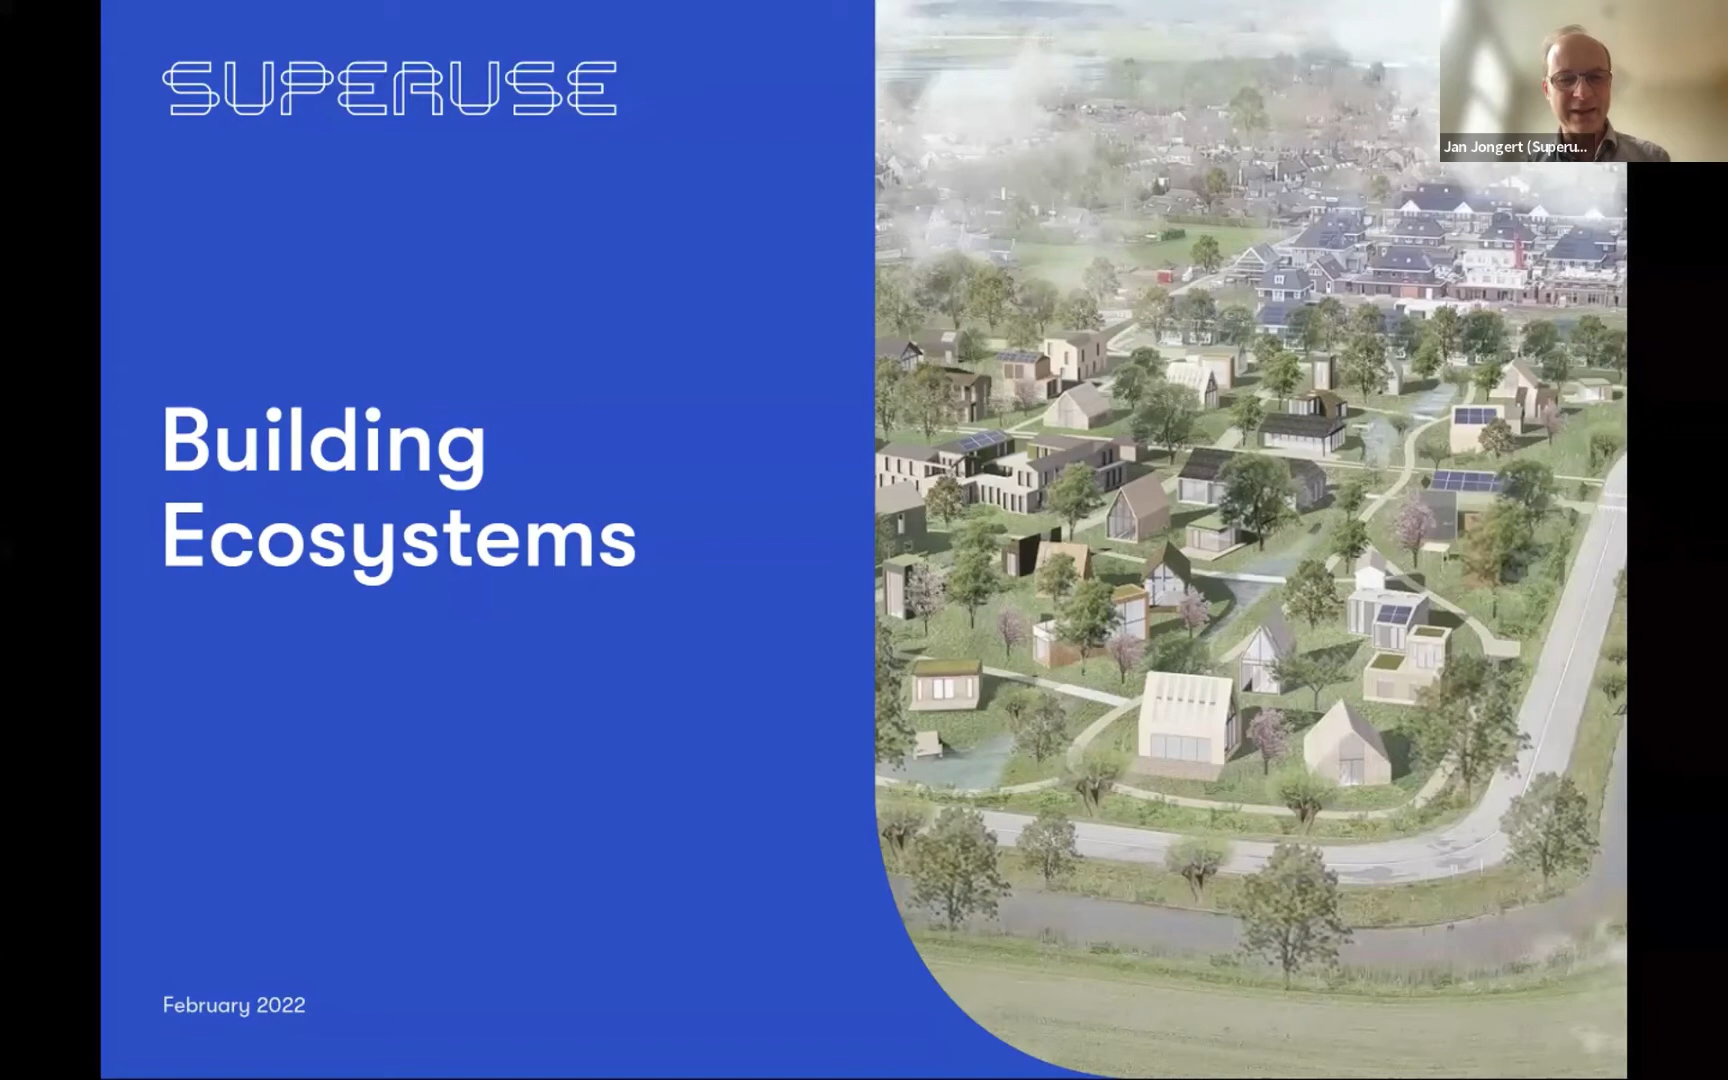 SUPERUSE
Jan Jongert (Superu...
Building
Ecosystems
February 2022